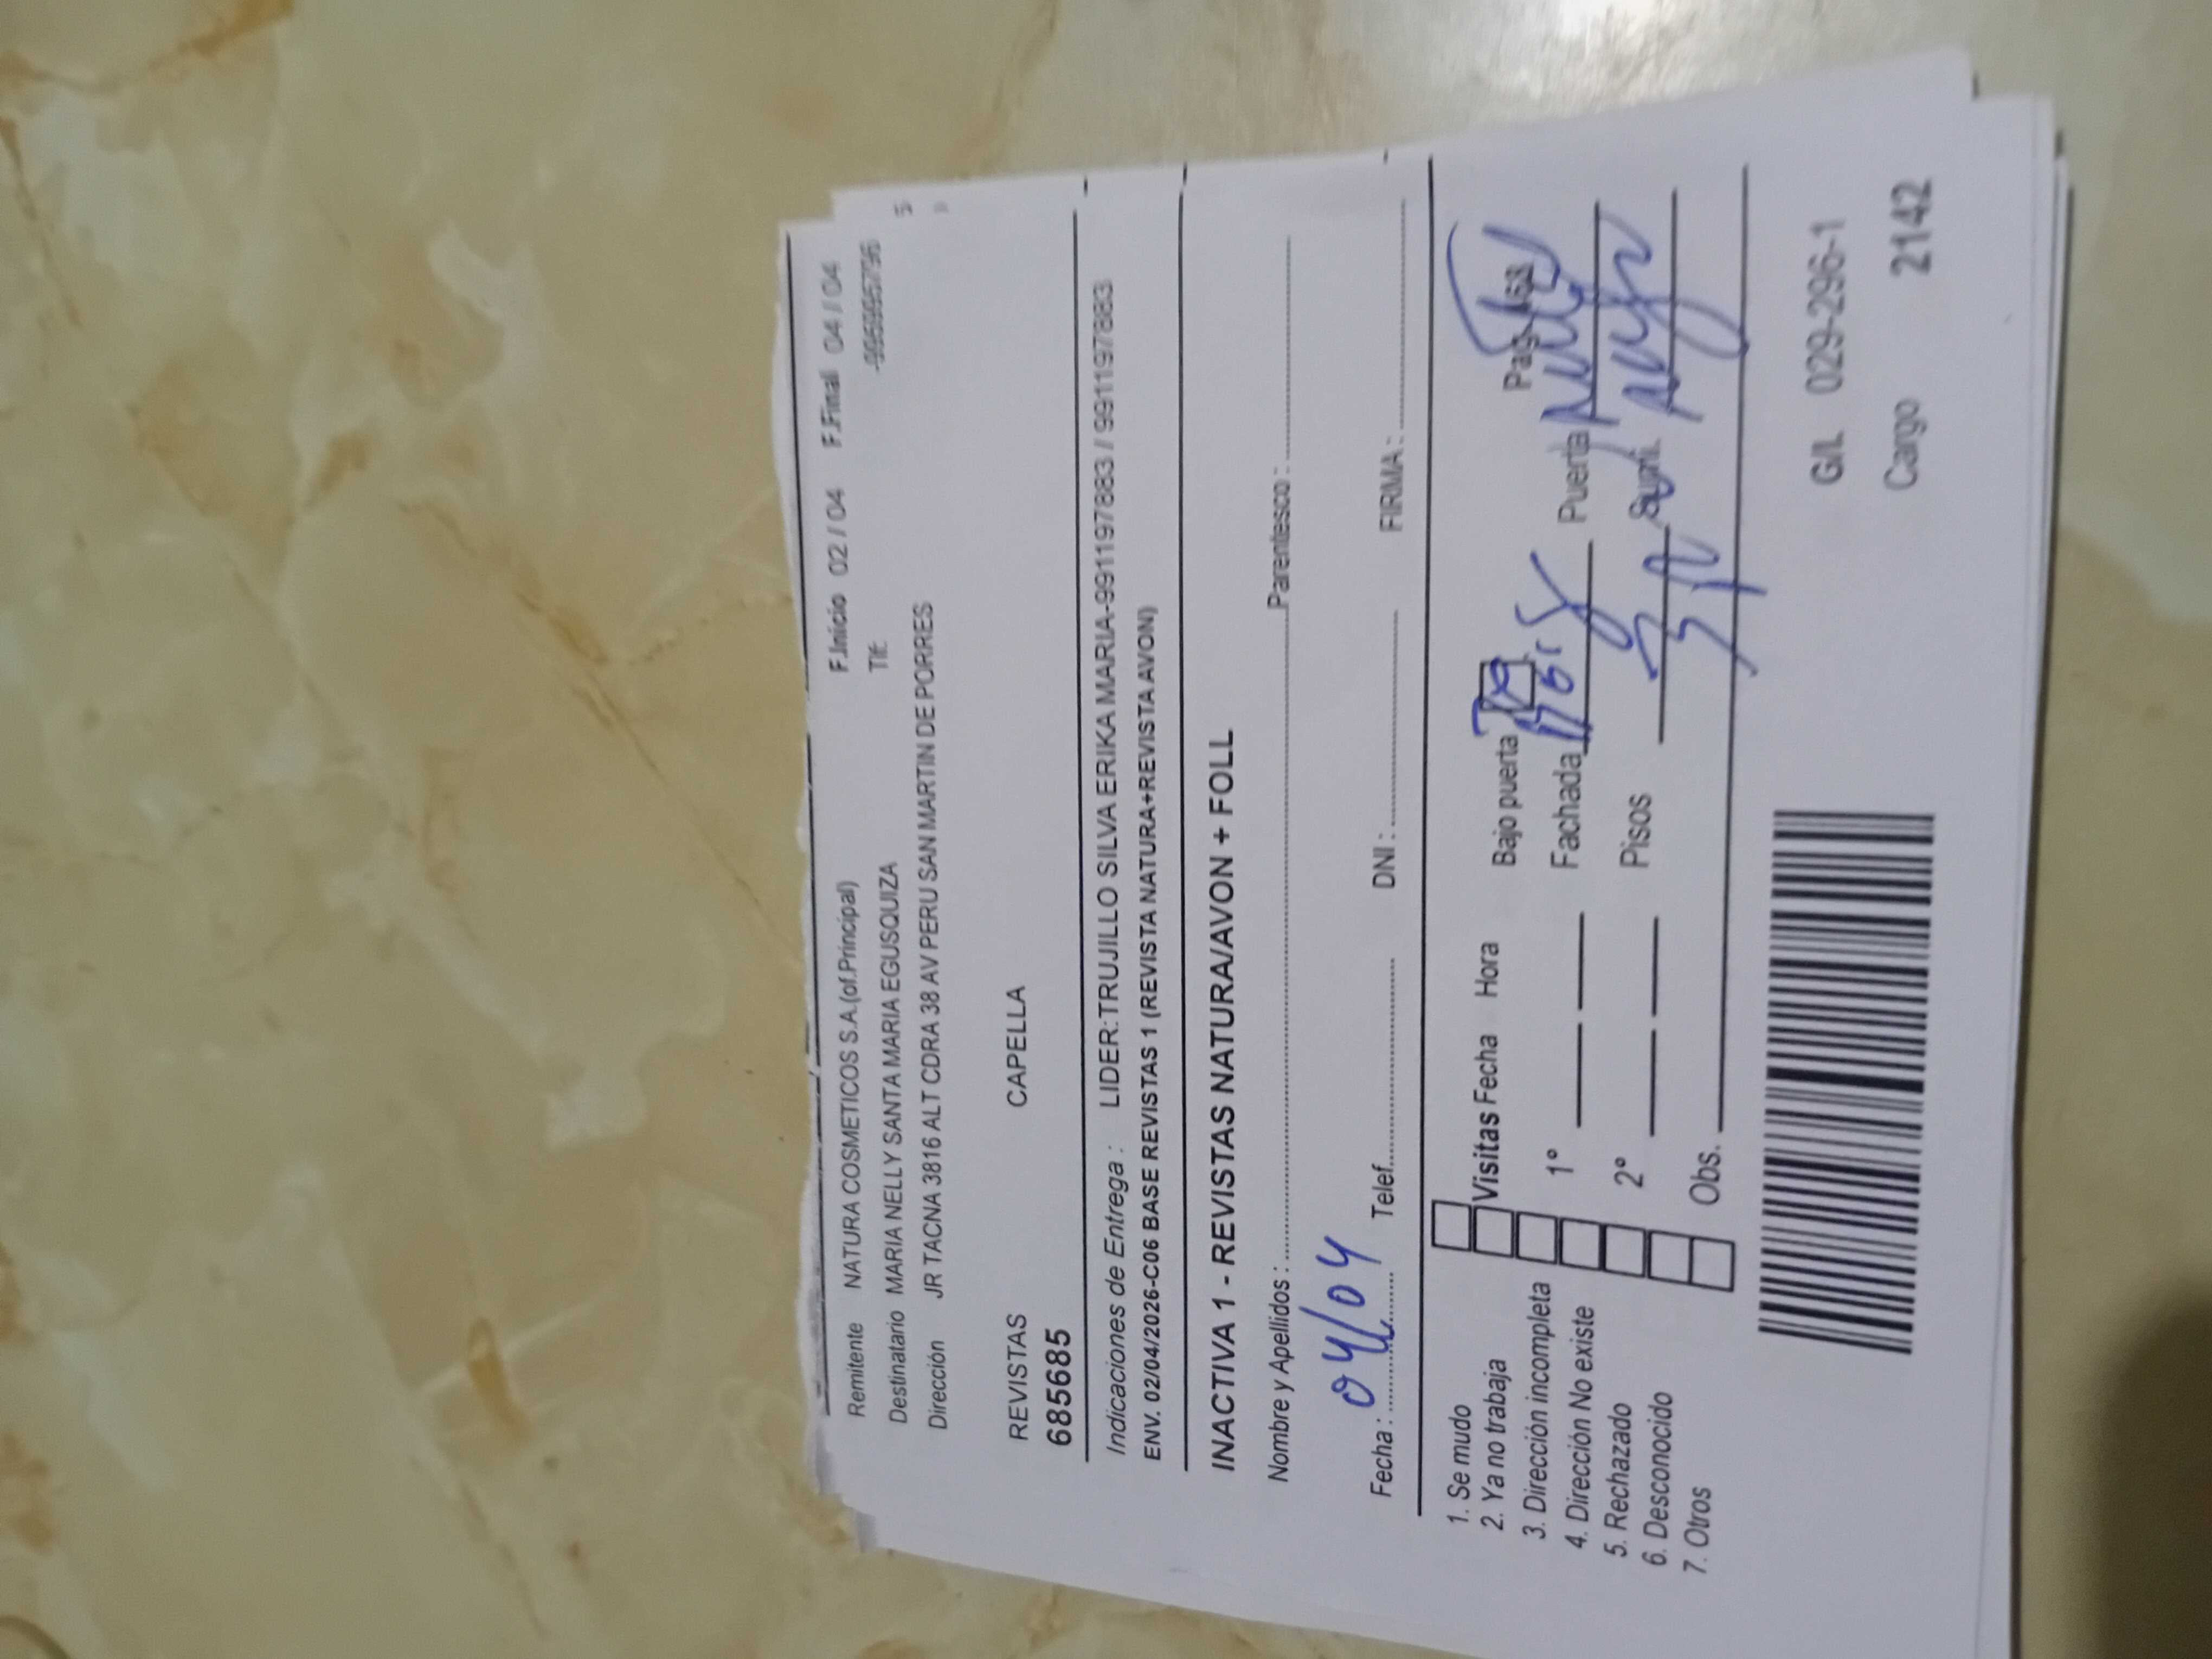 F.Inicio 02 / 04 F.Final 04 / 04
Remitente NATURA COSMETICOS S.A.(of.Principal) Tlf.
Destinatario MARIA NELLY SANTA MARIA EGUSQUIZA
Dirección JR TACNA 3816 ALT CDRA 38 AV PERU SAN MARTIN DE PORRES
REVISTAS CAPELLA
685685
Indicaciones de Entrega : LIDER:TRUJILLO SILVA ERIKA MARIA-991197883 / 991197883
ENV. 02/04/2026-C06 BASE REVISTAS 1 (REVISTA NATURA+REVISTA AVON)
INACTIVA 1 - REVISTAS NATURA/AVON + FOLL
Nombre y Apellidos : Parentesco :
Fecha : 04/04 Telef. DNI : FIRMA :
1. Se mudo
2. Ya no trabaja
3. Dirección incompleta
4. Dirección No existe
5. Rechazado
6. Desconocido
7. Otros
Visitas Fecha Hora Bajo puerta Pag.
1° Fachada Puerta
2° Pisos
Obs.
G/L 029-296-1
Cargo 2142